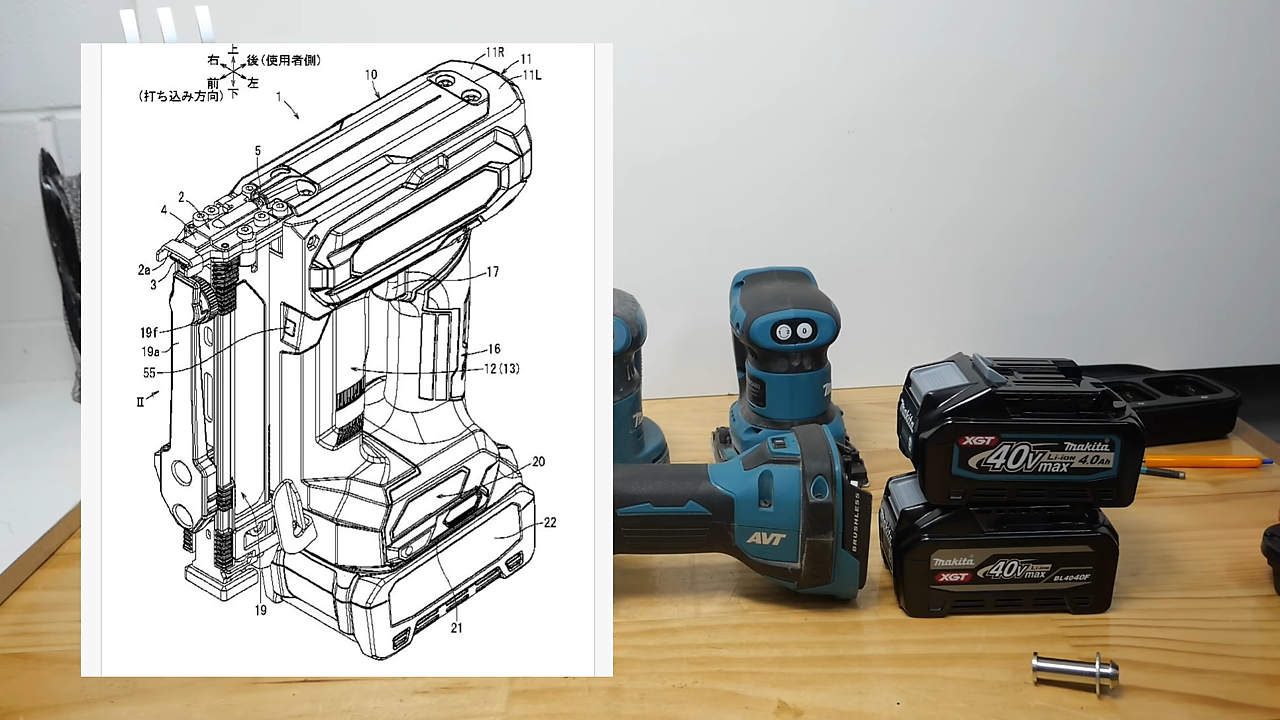 上
右 後(使用者側)
前 左
(打ち込み方向) 下
11R
11
11L
10
1
5
2
4
2a
3
17
19f
19a
16
55
12(13)
II
20
22
19
21
0
AVT
BRUSHLESS
XGT 40Vmax Li-ion makita 4.0Ah
makita XGT 40Vmax BL4040F